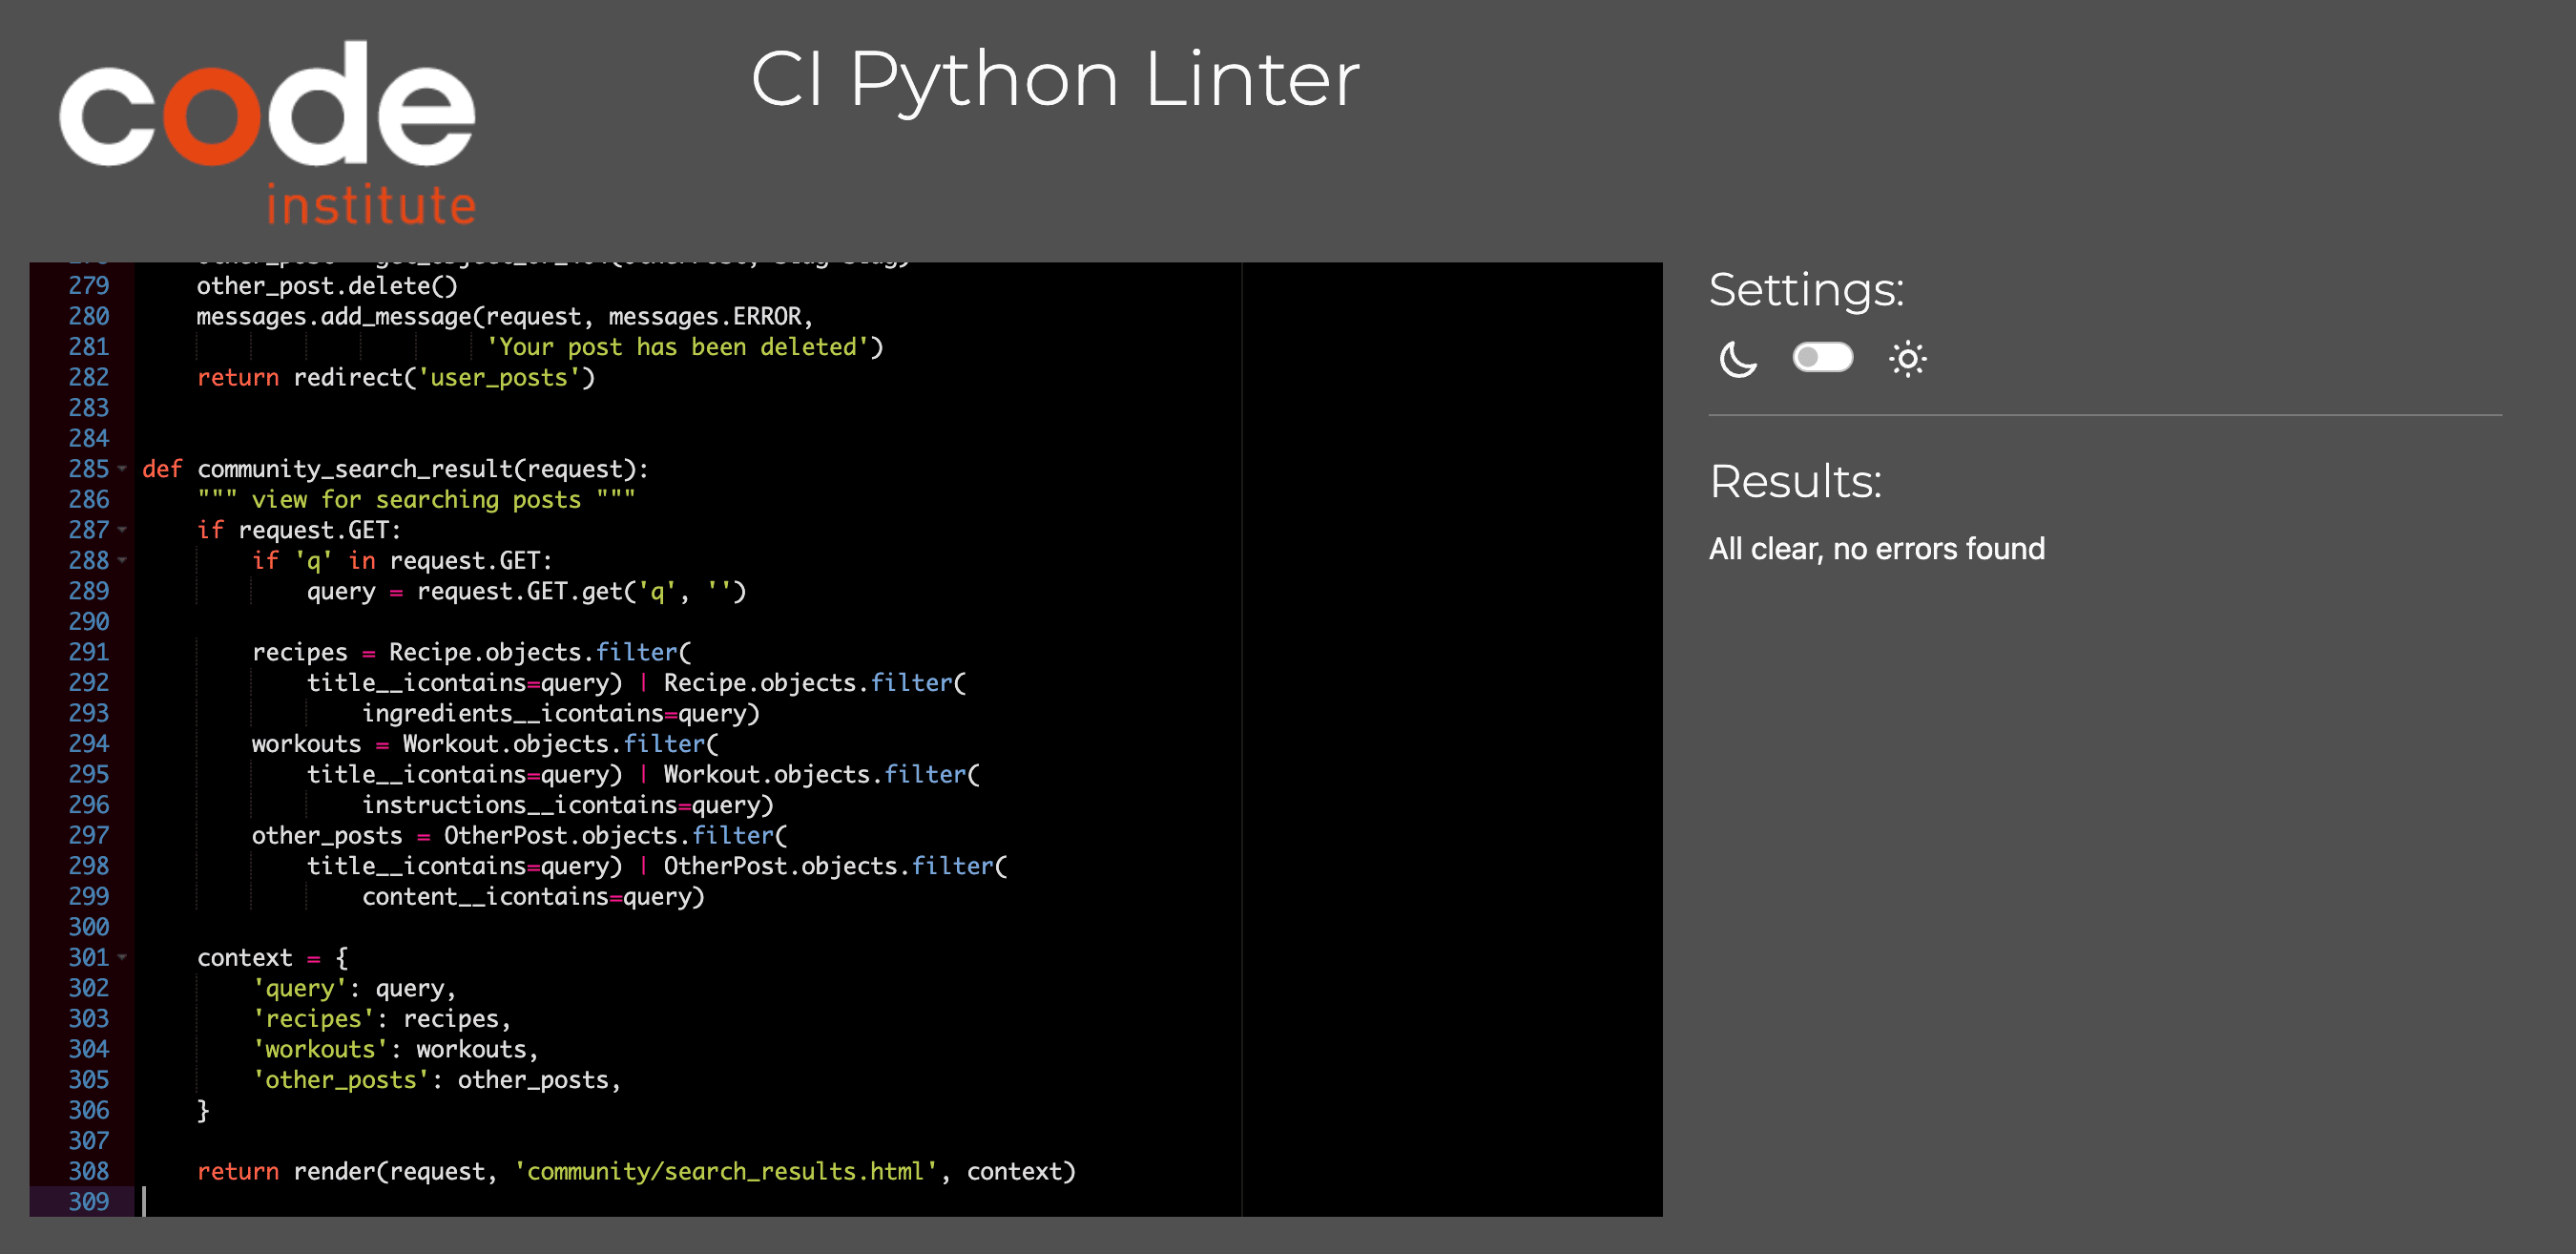 code
institute
CI Python Linter
279 other_post.delete()
280 messages.add_message(request, messages.ERROR,
281 'Your post has been deleted')
282 return redirect('user_posts')
283
284
285 def community_search_result(request):
286 """ view for searching posts """
287 if request.GET:
288 if 'q' in request.GET:
289 query = request.GET.get('q', '')
290
291 recipes = Recipe.objects.filter(
292 title__icontains=query) | Recipe.objects.filter(
293 ingredients__icontains=query)
294 workouts = Workout.objects.filter(
295 title__icontains=query) | Workout.objects.filter(
296 instructions__icontains=query)
297 other_posts = OtherPost.objects.filter(
298 title__icontains=query) | OtherPost.objects.filter(
299 content__icontains=query)
300
301 context = {
302 'query': query,
303 'recipes': recipes,
304 'workouts': workouts,
305 'other_posts': other_posts,
306 }
307
308 return render(request, 'community/search_results.html', context)
309
Settings:
Results:
All clear, no errors found